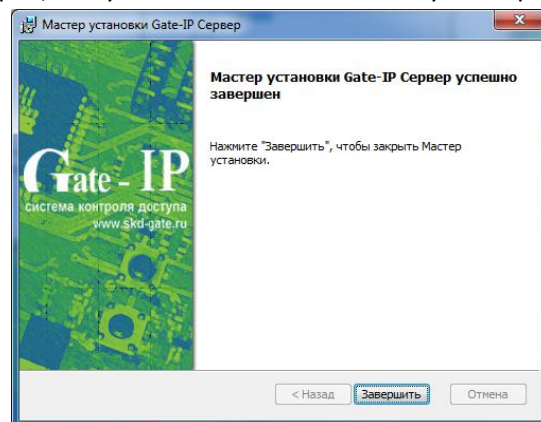 Мастер установки Gate-IP Сервер
Мастер установки Gate-IP Сервер успешно
завершен
Нажмите "Завершить", чтобы закрыть Мастер
установки.
Gate - IP
система контроля доступа
www.skd-gate.ru
< Назад Завершить Отмена